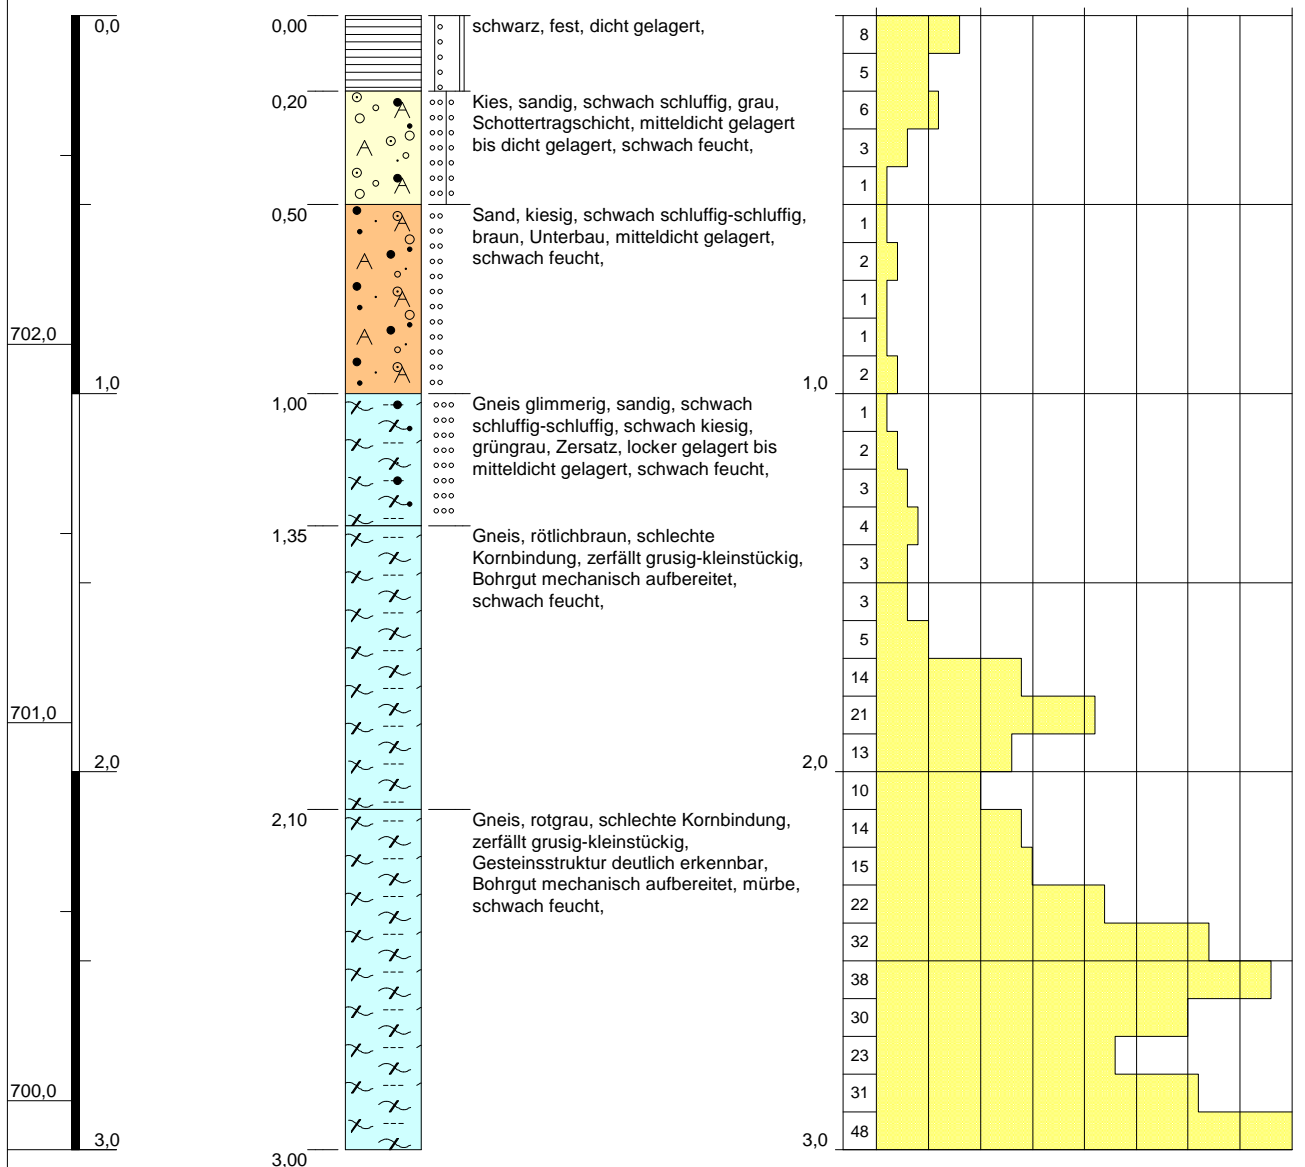 0,0
702,0
1,0
701,0
2,0
700,0
3,0
0,00
schwarz, fest, dicht gelagert,
0,20
Kies, sandig, schwach schluffig, grau,
Schottertragschicht, mitteldicht gelagert
bis dicht gelagert, schwach feucht,
0,50
Sand, kiesig, schwach schluffig-schluffig,
braun, Unterbau, mitteldicht gelagert,
schwach feucht,
1,00
Gneis glimmerig, sandig, schwach
schluffig-schluffig, schwach kiesig,
grüngrau, Zersatz, locker gelagert bis
mitteldicht gelagert, schwach feucht,
1,35
Gneis, rötlichbraun, schlechte
Kornbindung, zerfällt grusig-kleinstückig,
Bohrgut mechanisch aufbereitet,
schwach feucht,
2,10
Gneis, rotgrau, schlechte Kornbindung,
zerfällt grusig-kleinstückig,
Gesteinsstruktur deutlich erkennbar,
Bohrgut mechanisch aufbereitet, mürbe,
schwach feucht,
3,00
8
5
6
3
1
1
2
1
1
2
1,0
1
2
3
4
3
3
5
14
21
13
2,0
10
14
15
22
32
38
30
23
31
48
3,0